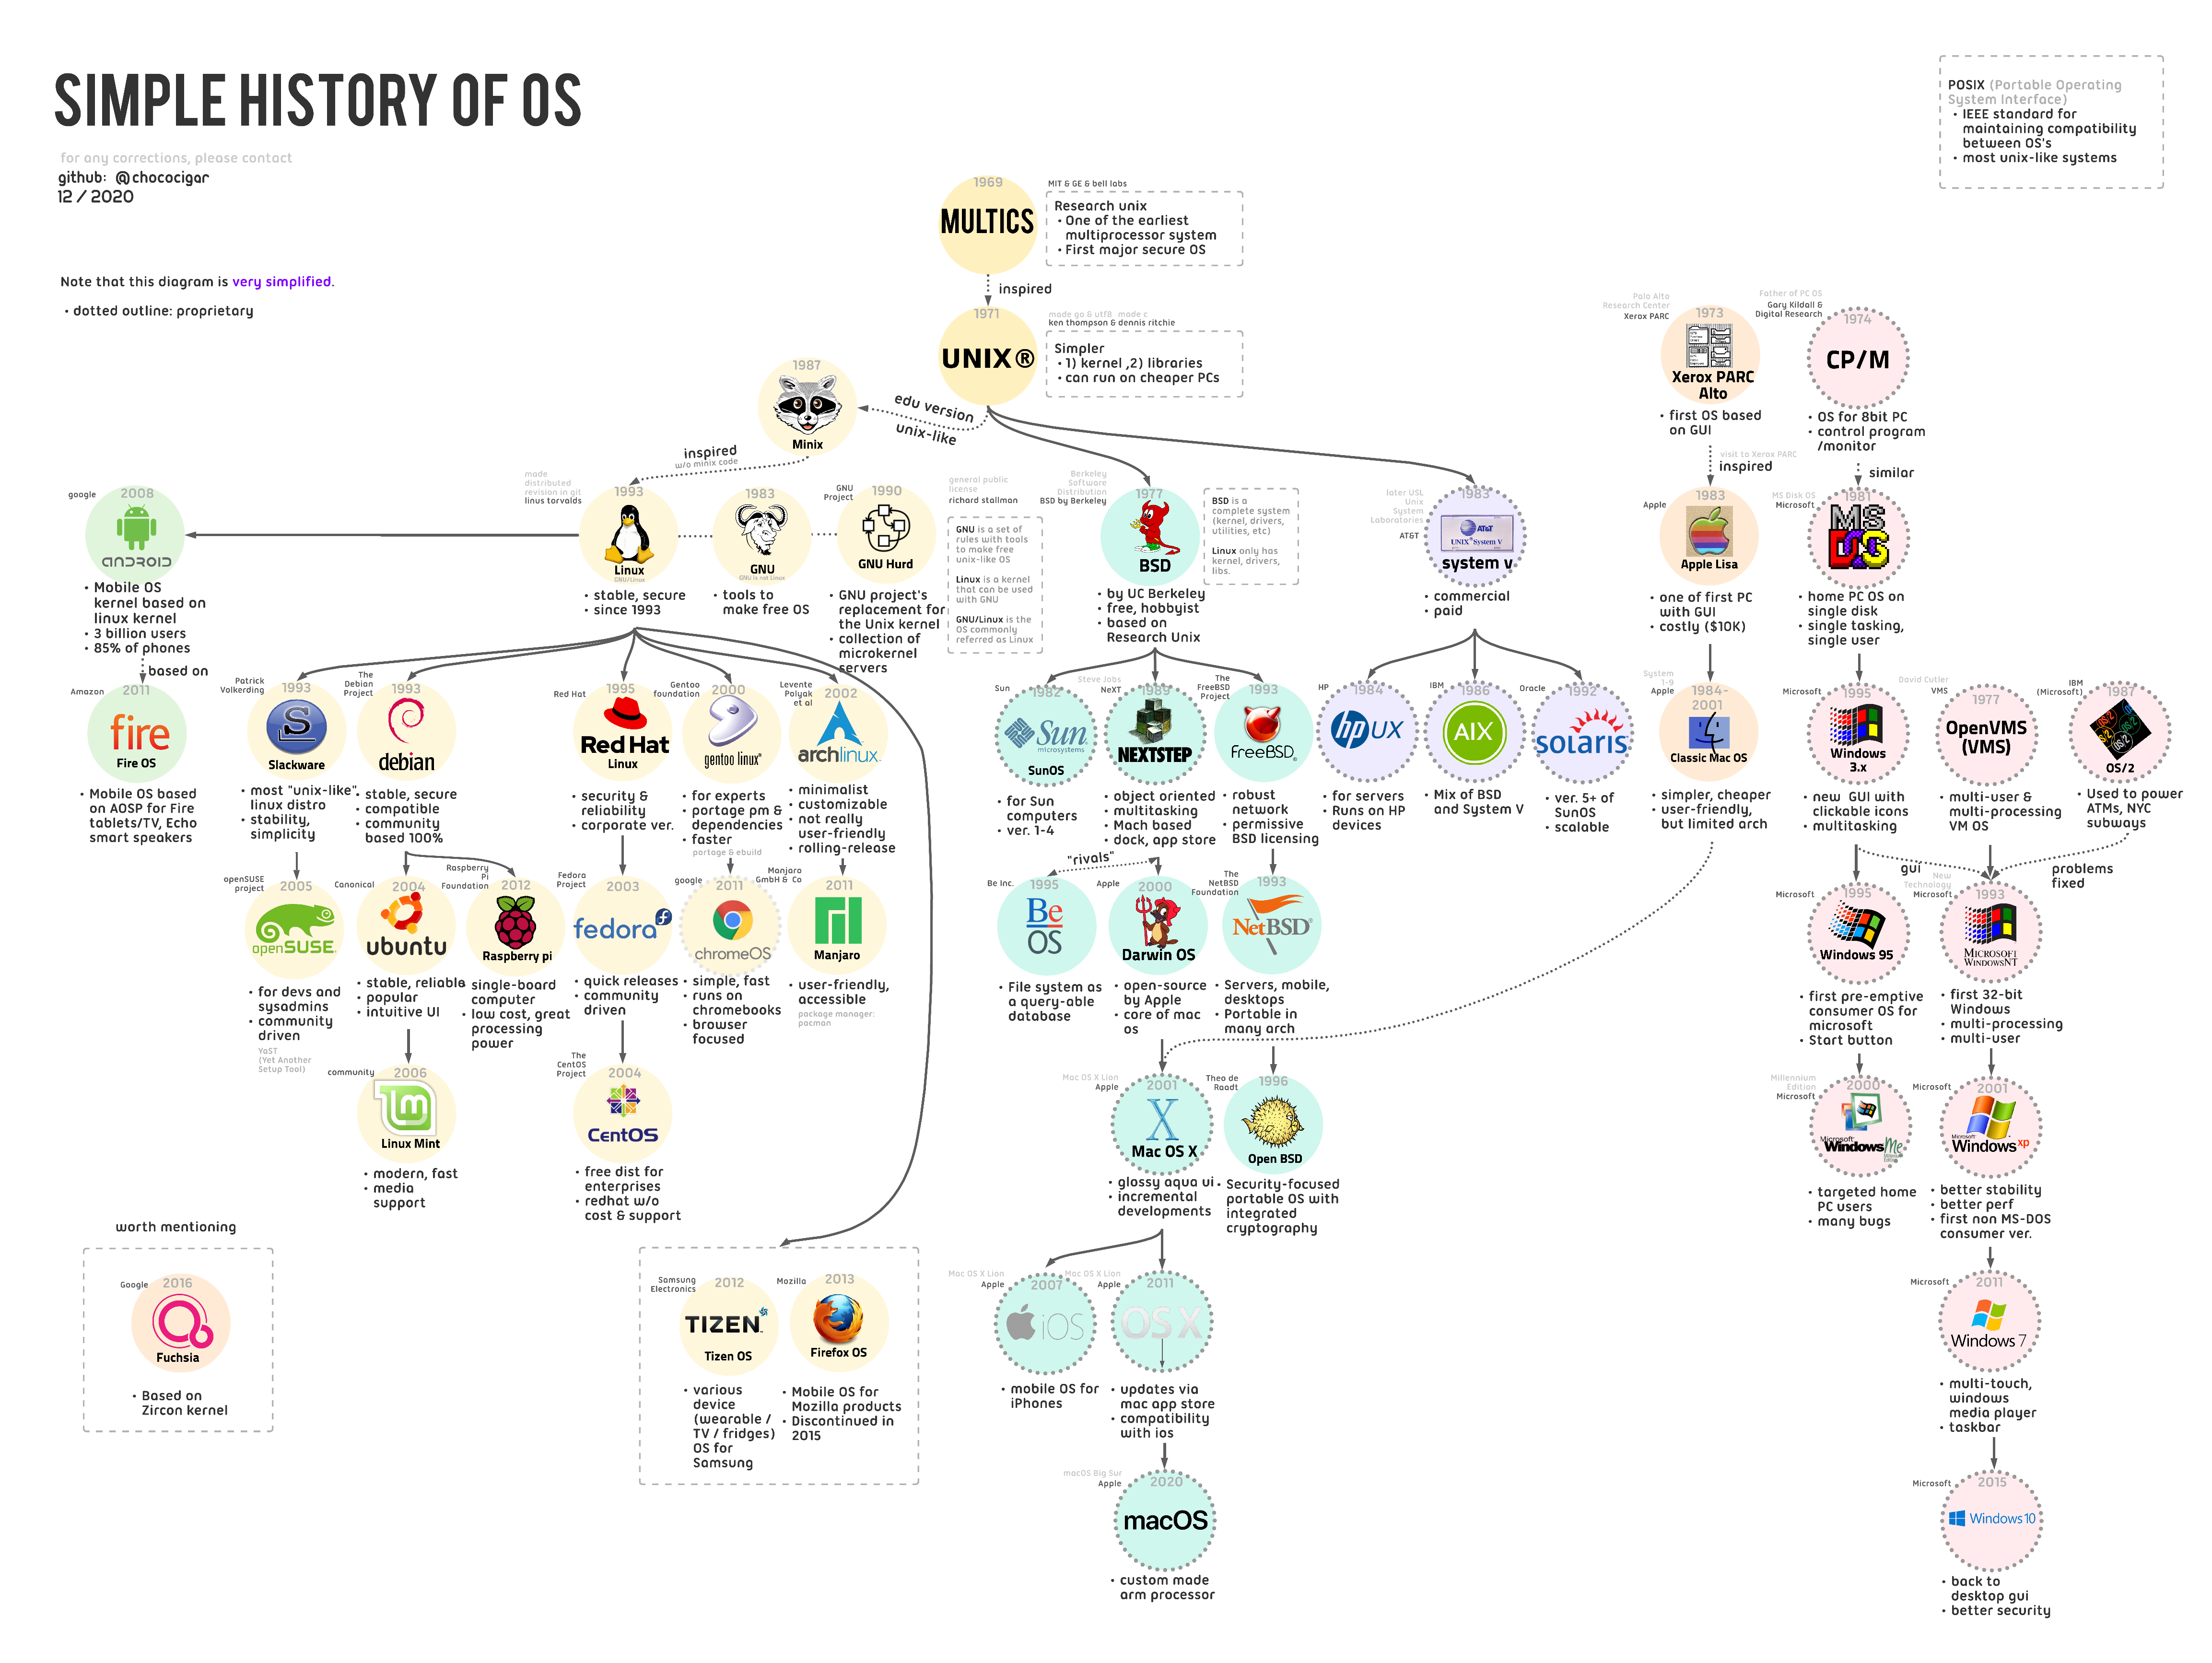 SIMPLE HISTORY OF OS
for any corrections, please contact
github: @chococigar
12 / 2020
Note that this diagram is very simplified.
• dotted outline: proprietary
POSIX (Portable Operating
System Interface)
• IEEE standard for
maintaining compatibility
between OS's
• most unix-like systems
1969
MULTICS
MIT & GE & bell labs
Research unix
• One of the earliest
multiprocessor system
• First major secure OS
inspired
1971
UNIX®
made go & utf8 made c
ken thompson & dennis ritchie
Simpler
• 1) kernel ,2) libraries
• can run on cheaper PCs
edu version
unix-like
1987
Minix
inspired
w/o minix code
Palo Alto
Research Center
Xerox PARC
1973
Xerox PARC
Alto
• first OS based
on GUI
visit to Xerox PARC
inspired
Father of PC OS
Gary Kildall &
Digital Research
1974
CP/M
• OS for 8bit PC
• control program
/monitor
similar
google
2008
android
• Mobile OS
kernel based on
linux kernel
• 3 billion users
• 85% of phones
based on
made
distributed
revision in git
linus torvalds
1993
Linux
GNU/Linux
• stable, secure
• since 1993
1983
GNU
GNU is not Linux
• tools to
make free OS
GNU
Project
1990
GNU Hurd
• GNU project's
replacement for
the Unix kernel
• collection of
microkernel
servers
general public
license
richard stallman
GNU is a set of
rules with tools
to make free
unix-like OS
Linux is a kernel
that can be used
with GNU
GNU/Linux is the
OS commonly
referred as Linux
Berkeley
Software
Distribution
BSD by Berkeley
1977
BSD
• by UC Berkeley
• free, hobbyist
• based on
Research Unix
BSD is a
complete system
(kernel, drivers,
utilities, etc)
Linux only has
kernel, drivers,
libs.
later USL
Unix
System
Laboratories
AT&T
1983
AT&T
UNIX® System V
system v
• commercial
• paid
Apple
1983
Apple Lisa
• one of first PC
with GUI
• costly ($10K)
MS Disk OS
Microsoft
1981
MS
DOS
• home PC OS on
single disk
• single tasking,
single user
Amazon
2011
fire
Fire OS
• Mobile OS based
on AOSP for Fire
tablets/TV, Echo
smart speakers
Patrick
Volkerding
1993
S
Slackware
• most "unix-like"
linux distro
• stability,
simplicity
The
Debian
Project
1993
debian
• stable, secure
• compatible
• community
based 100%
Red Hat
1995
Red Hat
Linux
• security &
reliability
• corporate ver.
Gentoo
foundation
2000
gentoo linux®
• for experts
• portage pm &
dependencies
• faster
portage & ebuild
Levente
Polyak
et al
2002
archlinux
• minimalist
• customizable
• not really
user-friendly
• rolling-release
Sun
1982
Sun
microsystems
SunOS
• for Sun
computers
• ver. 1-4
Steve Jobs
NeXT
1989
NEXTSTEP
• object oriented
• multitasking
• Mach based
• dock, app store
The
FreeBSD
Project
1993
FreeBSD®
• robust
network
• permissive
BSD licensing
HP
1984
hp UX
• for servers
• Runs on HP
devices
IBM
1986
AIX
• Mix of BSD
and System V
Oracle
1992
solaris
• ver. 5+ of
SunOS
• scalable
System
1-9
Apple
1984-
2001
Classic Mac OS
• simpler, cheaper
• user-friendly,
but limited arch
Microsoft
1995
Windows
3.x
• new GUI with
clickable icons
• multitasking
David Cutler
VMS
1977
OpenVMS
(VMS)
• multi-user &
multi-processing
VM OS
IBM
(Microsoft)
1987
OS/2
• Used to power
ATMs, NYC
subways
gui
problems
fixed
"rivals"
openSUSE
project
2005
openSUSE
• for devs and
sysadmins
• community
driven
YaST
(Yet Another
Setup Tool)
Canonical
2004
ubuntu
• stable, reliable
• popular
• intuitive UI
Raspberry
Pi
Foundation
2012
Raspberry pi
• single-board
computer
• low cost, great
processing
power
Fedora
Project
2003
fedora
• quick releases
• community
driven
google
2011
chromeOS
• simple, fast
• runs on
chromebooks
• browser
focused
Manjaro
GmbH & Co
2011
Manjaro
• user-friendly,
accessible
package manager:
pacman
Be Inc.
1995
Be
OS
• File system as
a query-able
database
Apple
2000
Darwin OS
• open-source
by Apple
• core of mac
os
The
NetBSD
Foundation
1993
NetBSD®
• Servers, mobile,
desktops
• Portable in
many arch
Microsoft
1995
Windows 95
• first pre-emptive
consumer OS for
microsoft
• Start button
New
Technology
Microsoft
1993
MICROSOFT
WINDOWS NT
• first 32-bit
Windows
• multi-processing
• multi-user
community
2006
Linux Mint
• modern, fast
• media
support
The
CentOS
Project
2004
CentOS
• free dist for
enterprises
• redhat w/o
cost & support
Mac OS X Lion
Apple
2001
X
Mac OS X
• glossy aqua ui
• incremental
developments
Theo de
Raadt
1996
Open BSD
• Security-focused
portable OS with
integrated
cryptography
Millennium
Edition
Microsoft
2000
Microsoft
Windows Me
• targeted home
PC users
• many bugs
Microsoft
2001
Microsoft
Windows xp
• better stability
• better perf
• first non MS-DOS
consumer ver.
worth mentioning
Google
2016
Fuchsia
• Based on
Zircon kernel
Samsung
Electronics
2012
TIZEN™
Tizen OS
• various
device
(wearable /
TV / fridges)
OS for
Samsung
Mozilla
2013
Firefox OS
• Mobile OS for
Mozilla products
• Discontinued in
2015
Mac OS X Lion
Apple
2007
iOS
• mobile OS for
iPhones
Mac OS X Lion
Apple
2011
OS X
• updates via
mac app store
• compatibility
with ios
Microsoft
2011
Windows 7
• multi-touch,
windows
media player
• taskbar
macOS Big Sur
Apple
2020
macOS
• custom made
arm processor
Microsoft
2015
Windows 10
• back to
desktop gui
• better security